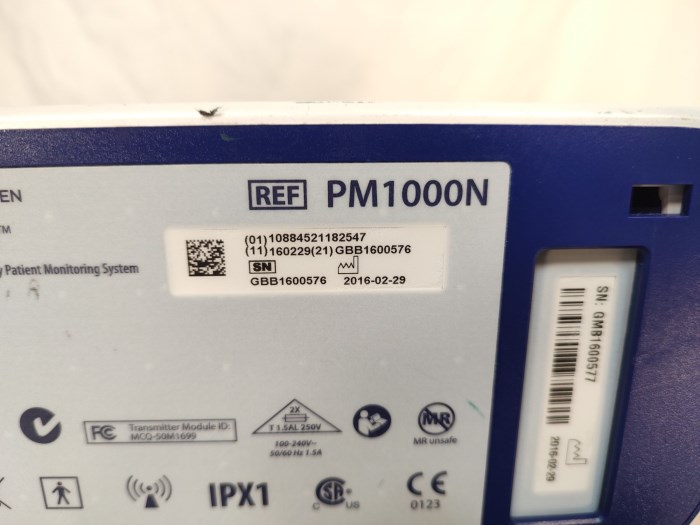 EN
REF PM1000N
TM
(01)10884521182547
(11)160229(21)GBB1600576
SN
GBB1600576 2016-02-29
y Patient Monitoring System
SN: GMB1600577
2016-02-29
FC Transmitter Module ID:
MCQ-50M1699
2X
T 1.5AL 250V
100-240V~
50/60 Hz 1.5A
MR
MR unsafe
IPX1
C SA US
CE
0123